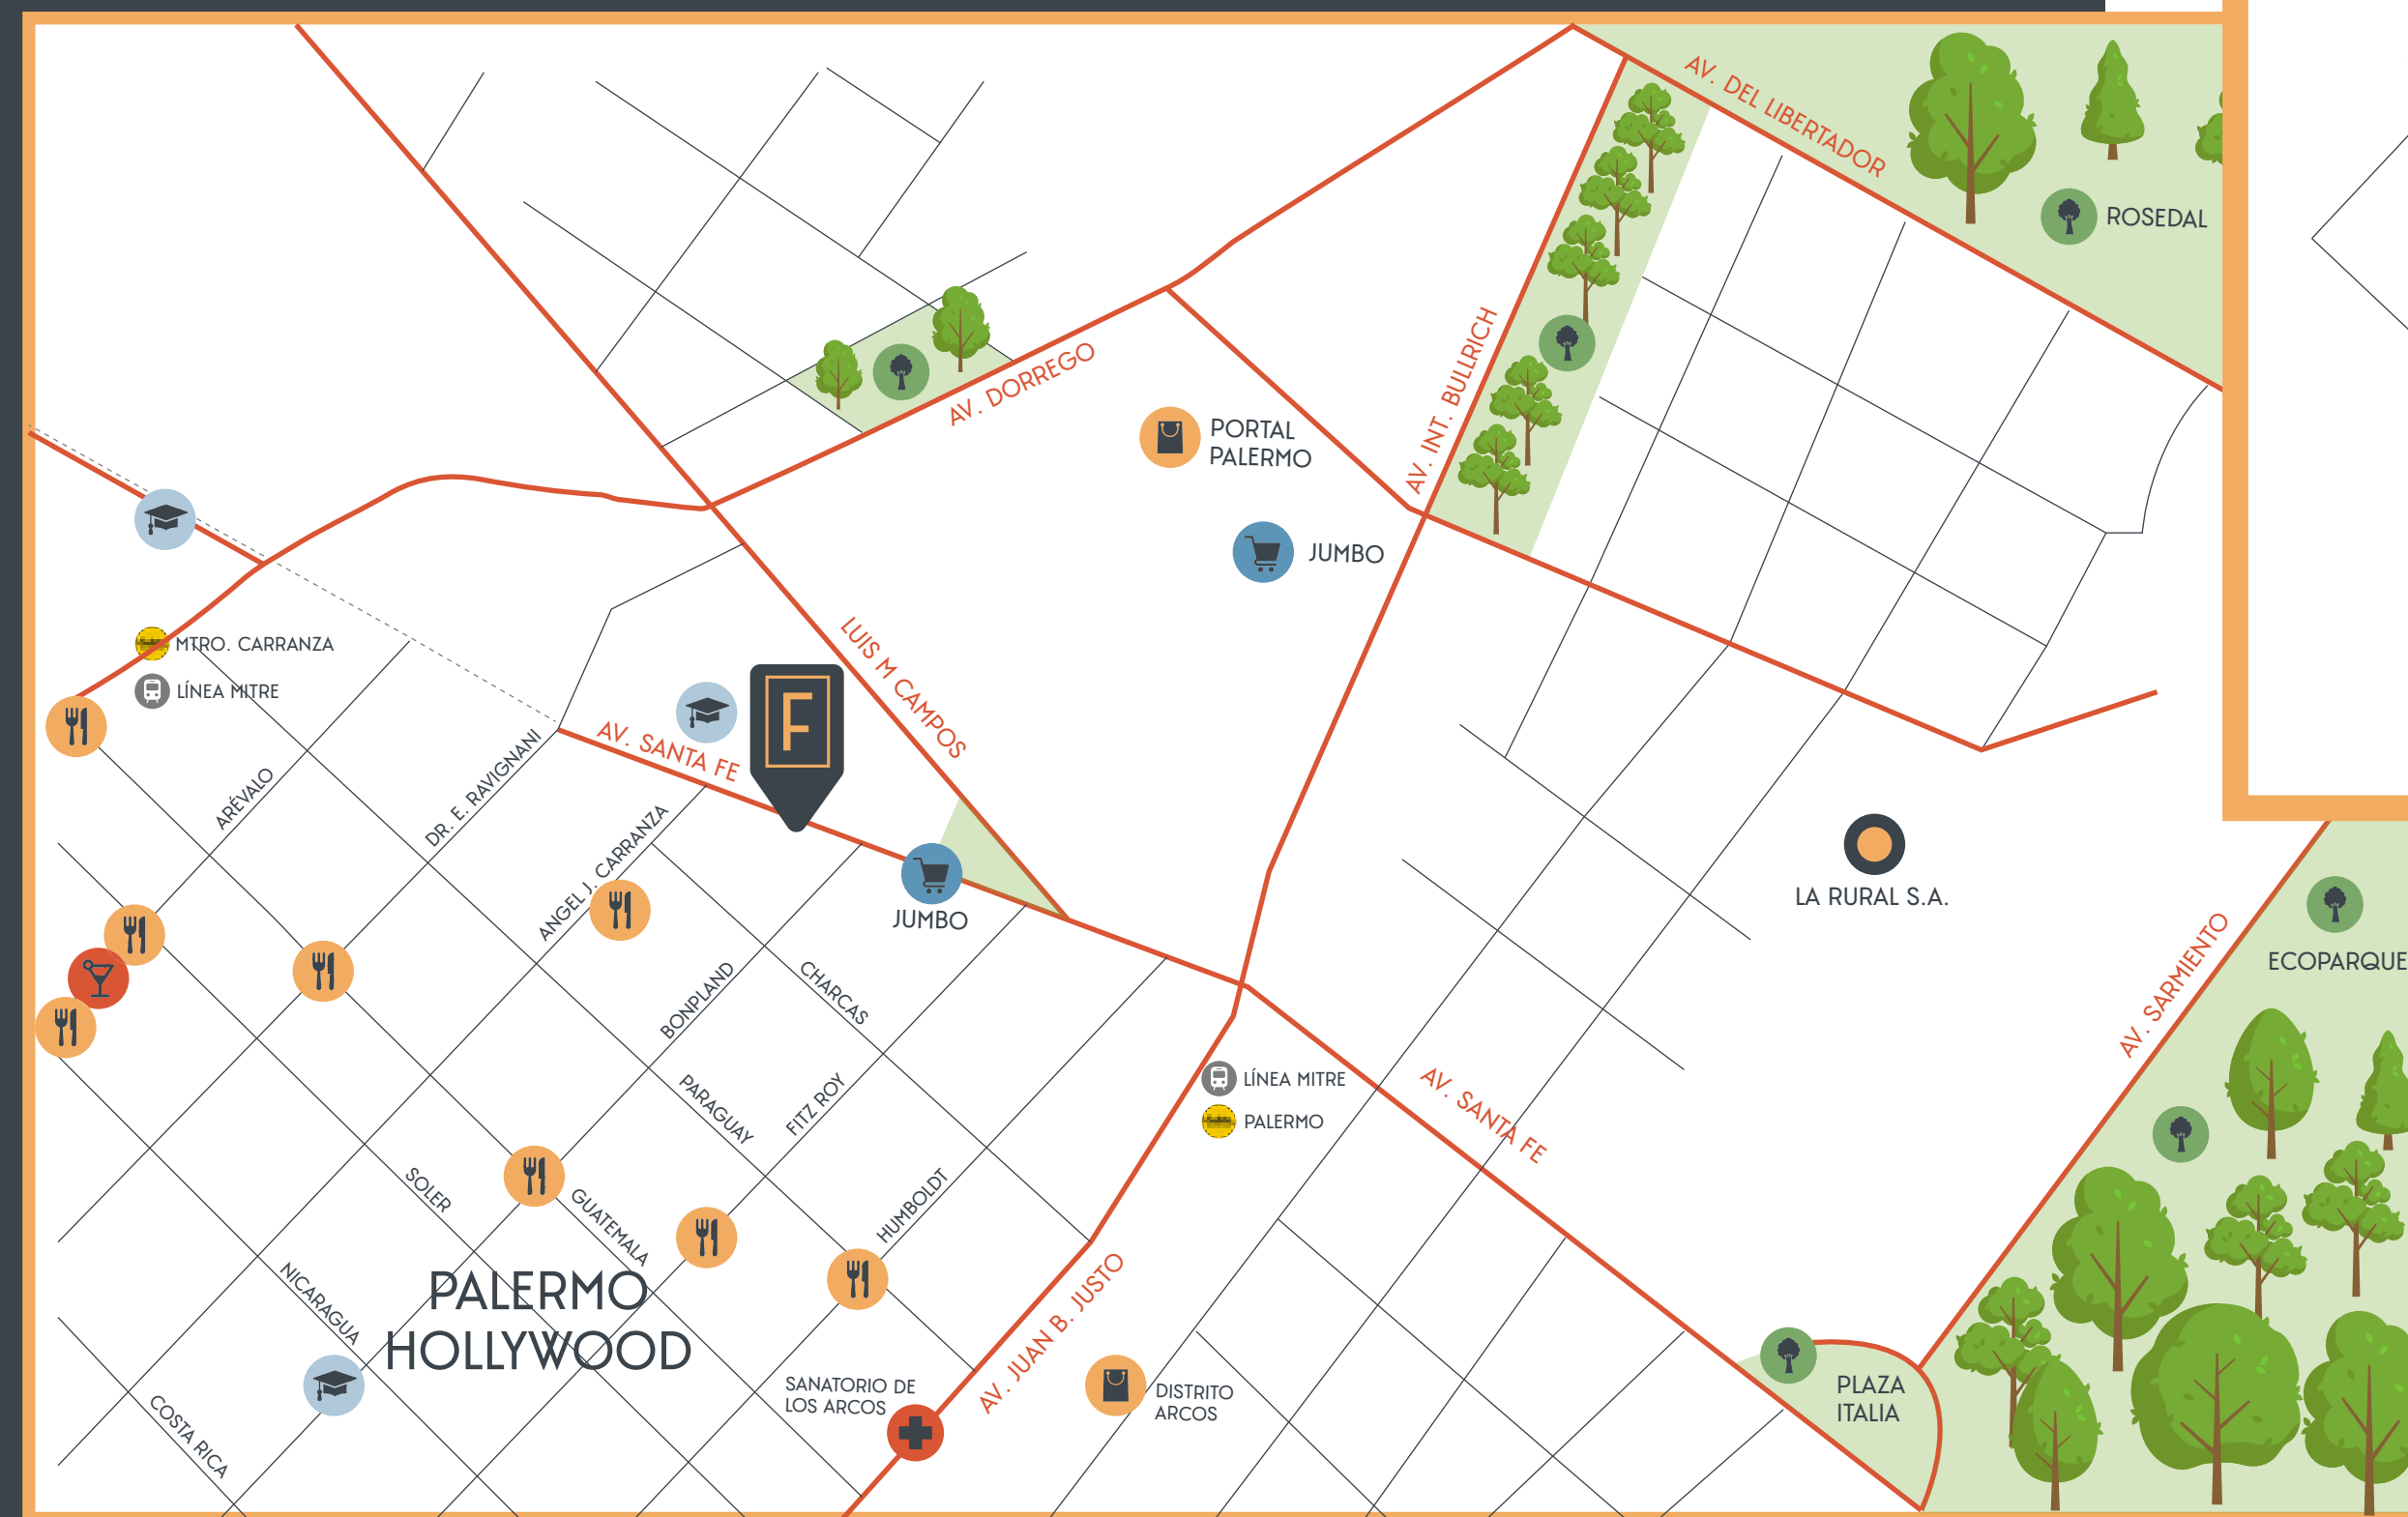 AV. DEL LIBERTADOR
ROSEDAL
AV. DORREGO
AV. INT. BULLRICH
PORTAL
PALERMO
JUMBO
MTRO. CARRANZA
LÍNEA MITRE
LUIS M CAMPOS
F
AV. SANTA FE
ARÉVALO
DR. E. RAVIGNANI
ANGEL J. CARRANZA
JUMBO
LA RURAL S.A.
ECOPARQUE
AV. SARMIENTO
BONPLAND
CHARCAS
PARAGUAY
FITZ ROY
LÍNEA MITRE
PALERMO
AV. SANTA FE
SOLER
GUATEMALA
HUMBOLDT
NICARAGUA
PALERMO
HOLLYWOOD
AV. JUAN B. JUSTO
SANATORIO DE
LOS ARCOS
DISTRITO
ARCOS
PLAZA
ITALIA
COSTA RICA